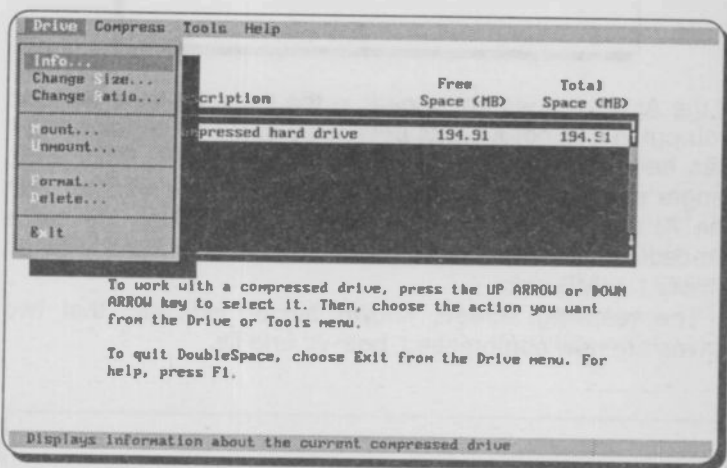 Drive Compress Tools Help
Info...
Change Size...
Change Ratio...
Mount...
Unmount...
Format...
Delete...
Exit
cription
Free
Space (MB)
Total
Space (MB)
pressed hard drive 194.91 194.91
To work with a compressed drive, press the UP ARROW or DOWN
ARROW key to select it. Then, choose the action you want
from the Drive or Tools menu.
To quit DoubleSpace, choose Exit from the Drive menu. For
help, press F1.
Displays information about the current compressed drive